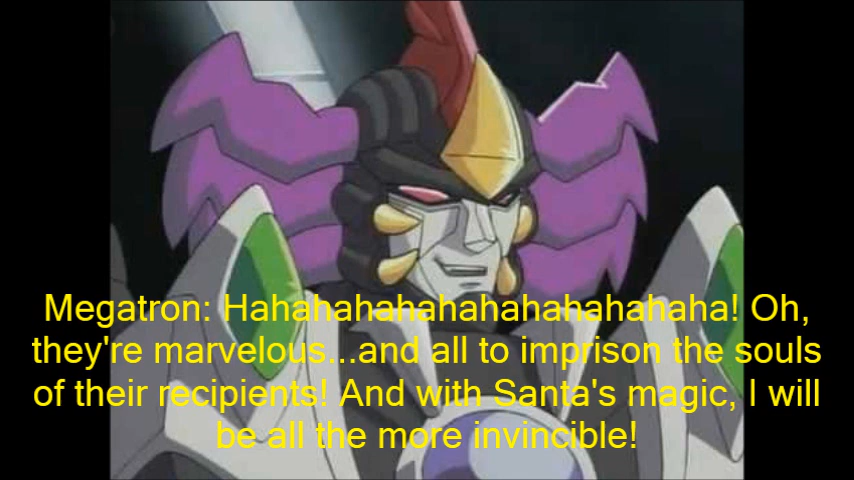 Megatron: Hahahahahahahahahahahaha! Oh,
they're marvelous...and all to imprison the souls
of their recipients! And with Santa's magic, I will
be all the more invincible!